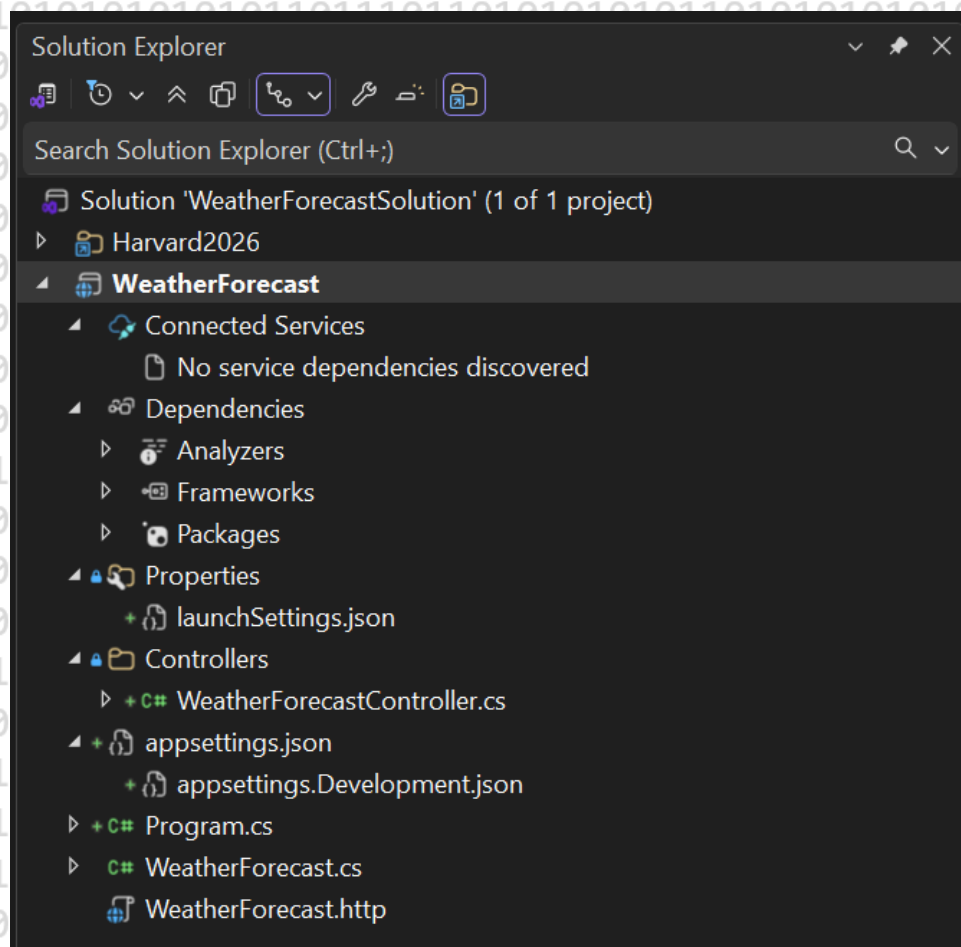 Solution Explorer
Search Solution Explorer (Ctrl+;)
Solution 'WeatherForecastSolution' (1 of 1 project)
Harvard2026
WeatherForecast
Connected Services
No service dependencies discovered
Dependencies
Analyzers
Frameworks
Packages
Properties
+ launchSettings.json
Controllers
+ C# WeatherForecastController.cs
+ appsettings.json
+ appsettings.Development.json
+ C# Program.cs
C# WeatherForecast.cs
WeatherForecast.http